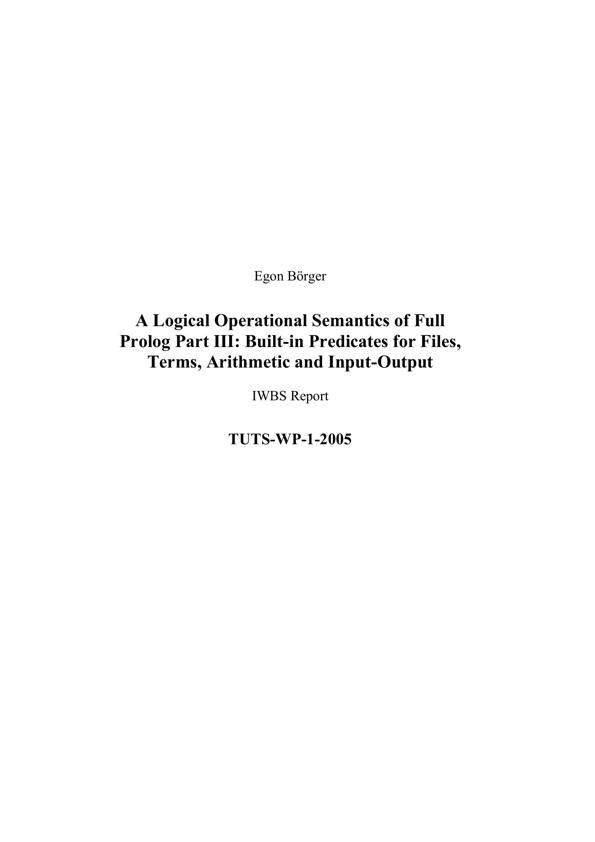 Egon Börger
A Logical Operational Semantics of Full
Prolog Part III: Built-in Predicates for Files,
Terms, Arithmetic and Input-Output
IWBS Report
TUTS-WP-1-2005